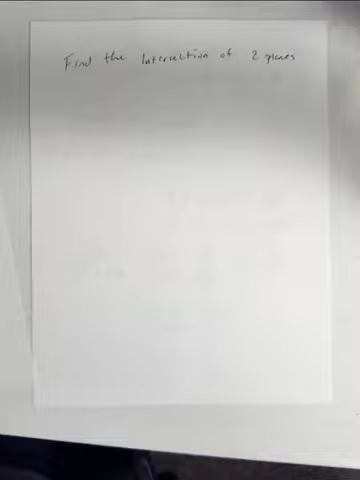 Find the Intersection of 2 planes